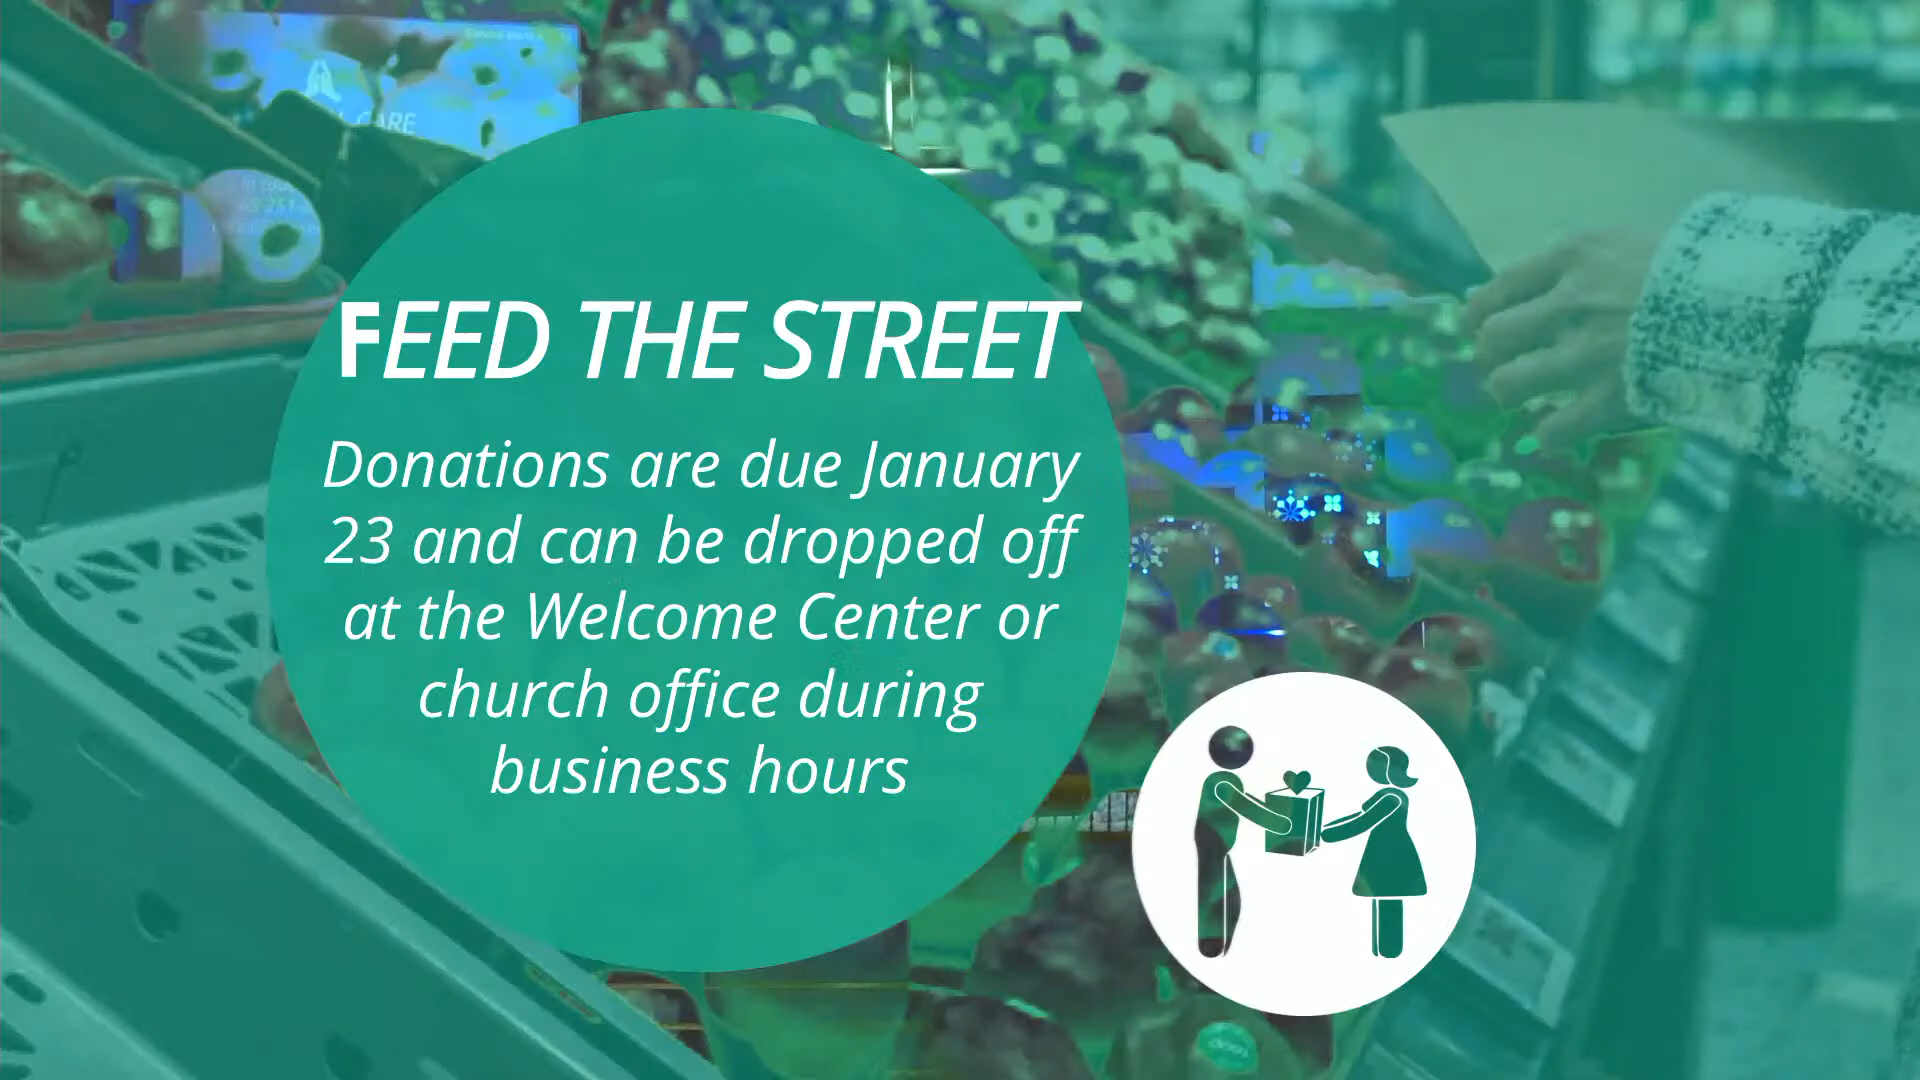 CARE
FEED THE STREET
Donations are due January
23 and can be dropped off
at the Welcome Center or
church office during
business hours